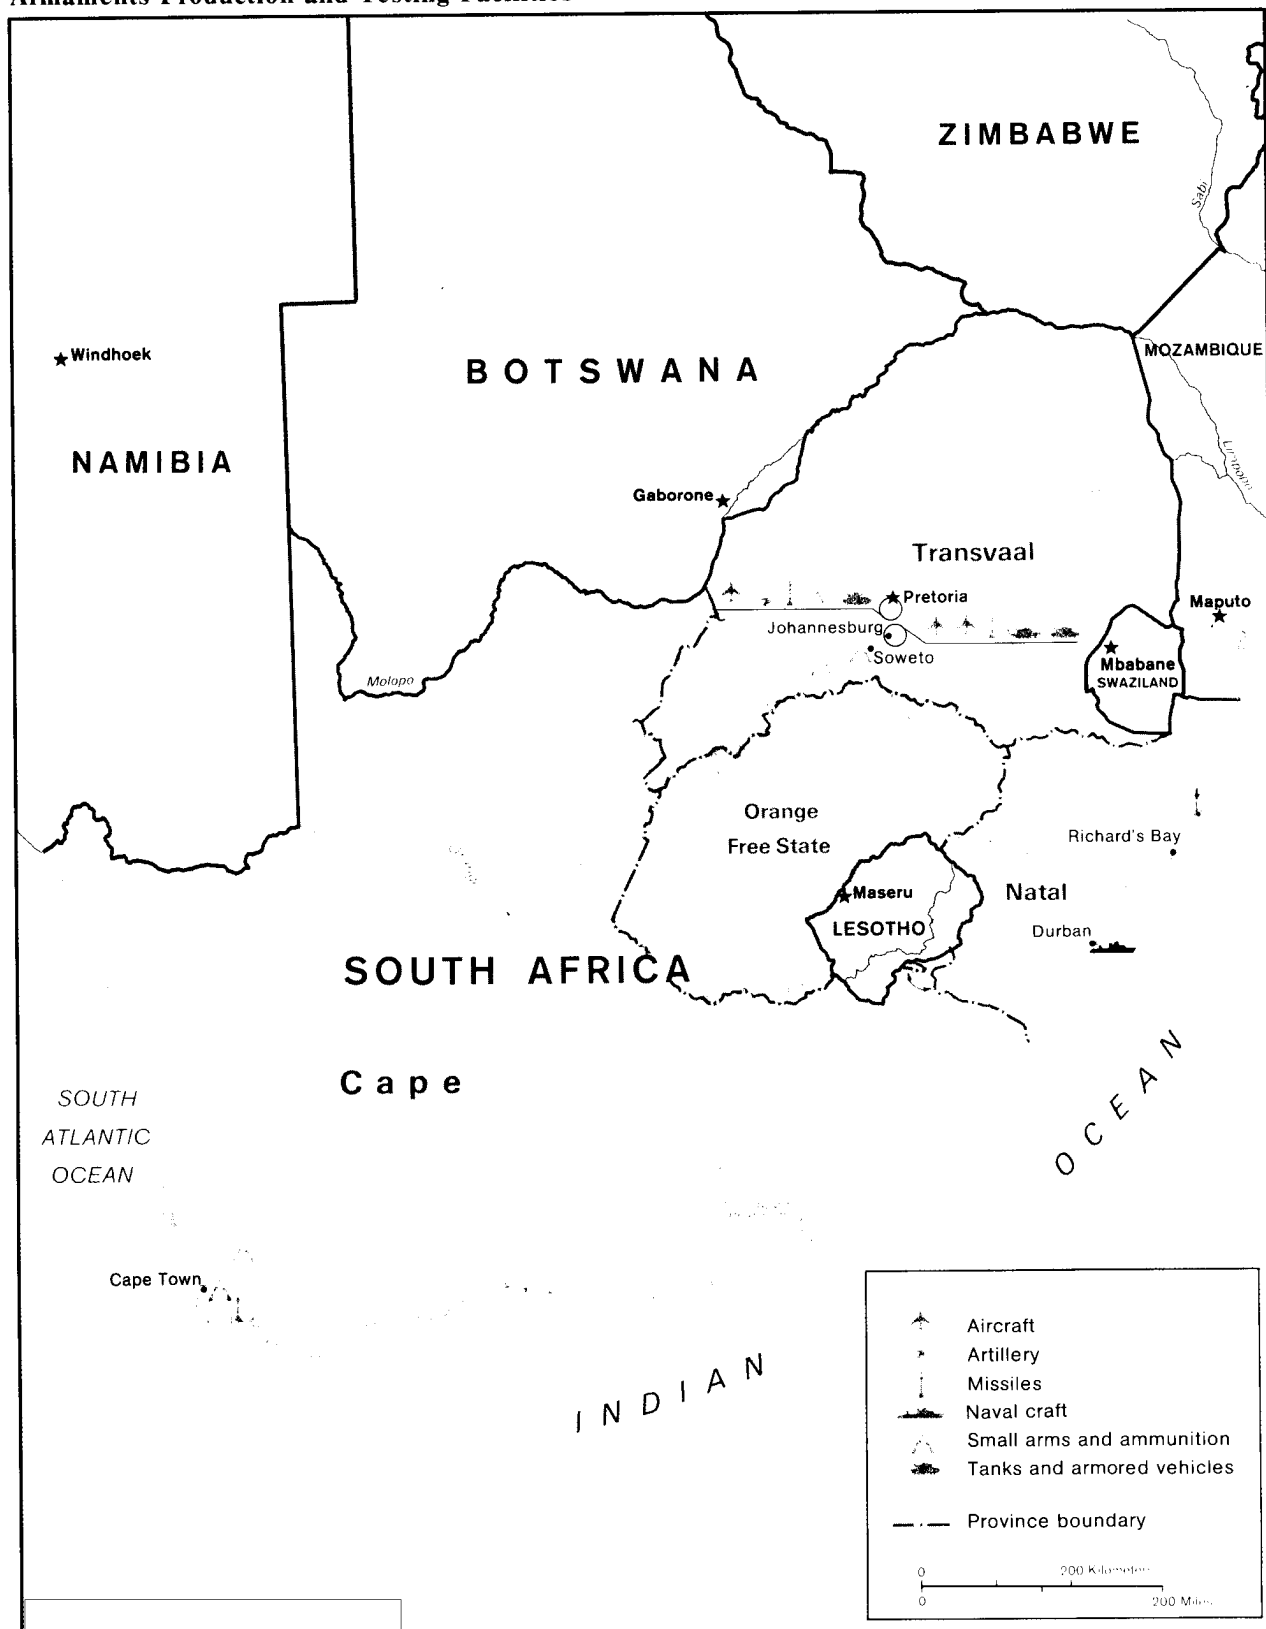 Armaments Production and Testing Facilities
ZIMBABWE
Sabi
Windhoek
BOTSWANA
MOZAMBIQUE
NAMIBIA
Limpopo
Gaborone
Transvaal
Pretoria
Maputo
Johannesburg
Soweto
Mbabane
SWAZILAND
Molopo
Orange
Free State
Richard's Bay
Maseru
Natal
LESOTHO
Durban
SOUTH AFRICA
Cape
SOUTH
ATLANTIC
OCEAN
OCEAN
Cape Town
INDIAN
Aircraft
Artillery
Missiles
Naval craft
Small arms and ammunition
Tanks and armored vehicles
Province boundary
0 200 Kilometers
0 200 Miles